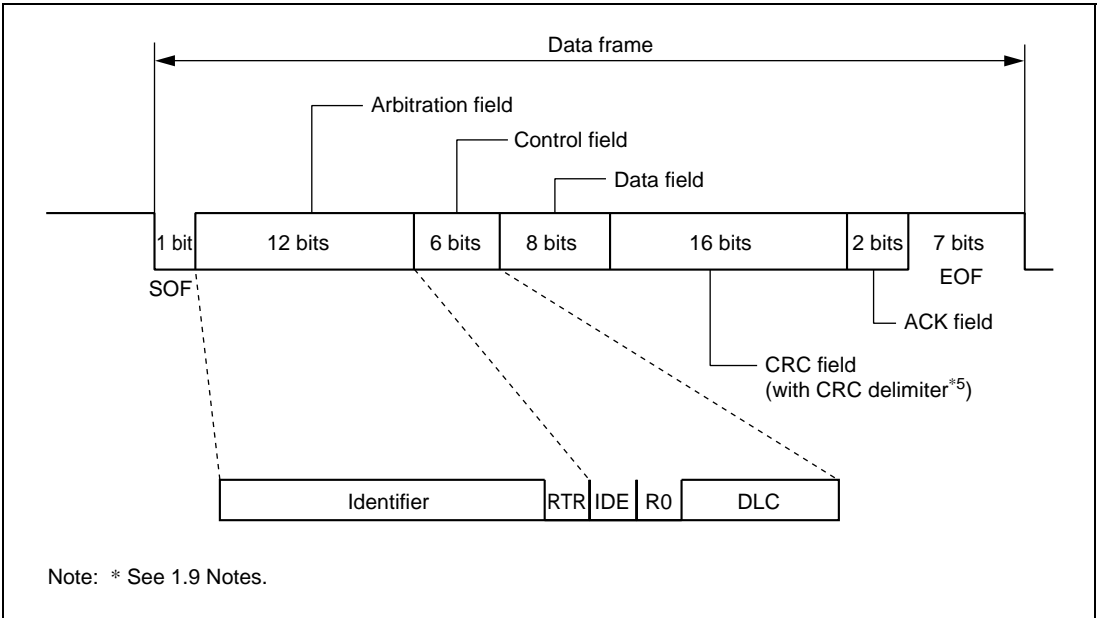 Data frame
Arbitration field
Control field
Data field
1 bit 12 bits 6 bits 8 bits 16 bits 2 bits 7 bits
SOF
EOF
ACK field
CRC field
(with CRC delimiter*5)
Identifier RTR IDE R0 DLC
Note: * See 1.9 Notes.